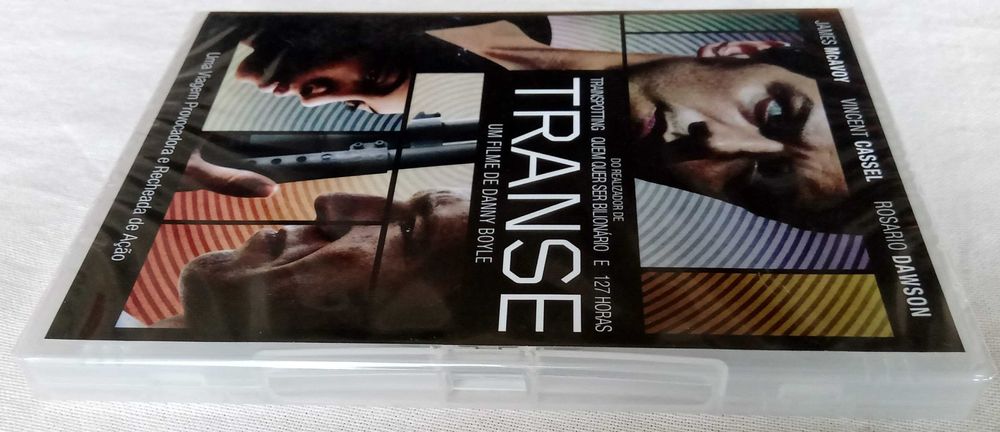 JAMES McAVOY VINCENT CASSEL ROSARIO DAWSON
DO REALIZADOR DE
TRAINSPOTTING QUEM QUER SER BILIONÁRIO E 127 HORAS
TRANSE
UM FILME DE DANNY BOYLE
Uma Viagem Provocadora e Recheada de Ação